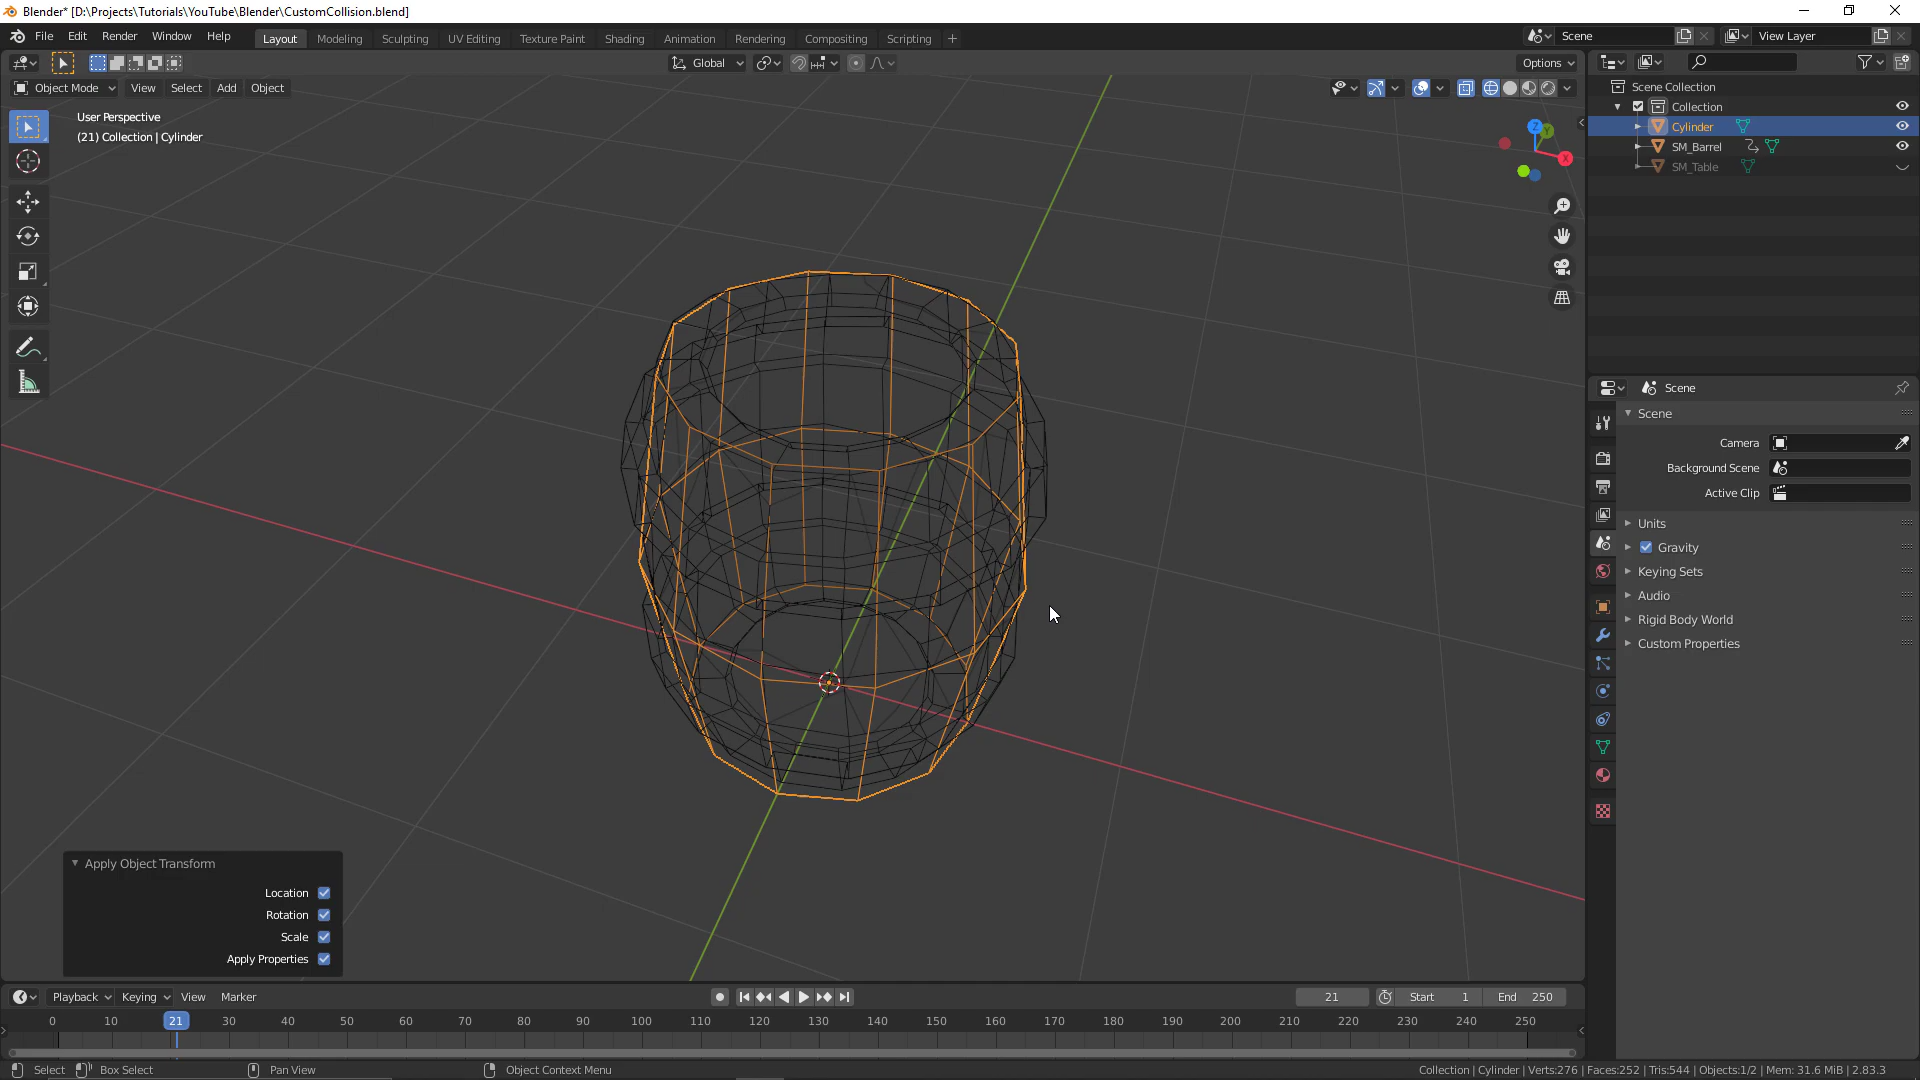 Blender* [D:\Projects\Tutorials\YouTube\Blender\CustomCollision.blend]
File Edit Render Window Help
Layout Modeling Sculpting UV Editing Texture Paint Shading Animation Rendering Compositing Scripting +
Scene
View Layer
Global
Options
Object Mode View Select Add Object
User Perspective
(21) Collection | Cylinder
Z
Y
X
Scene Collection
Collection
Cylinder
SM_Barrel
SM_Table
Scene
Scene
Camera
Background Scene
Active Clip
Units
Gravity
Keying Sets
Audio
Rigid Body World
Custom Properties
Apply Object Transform
Location
Rotation
Scale
Apply Properties
Playback Keying View Marker
21
Start 1
End 250
0 10 21 30 40 50 60 70 80 90 100 110 120 130 140 150 160 170 180 190 200 210 220 230 240 250
Select Box Select Pan View Object Context Menu
Collection | Cylinder | Verts:276 | Faces:252 | Tris:544 | Objects:1/2 | Mem: 31.6 MiB | 2.83.3